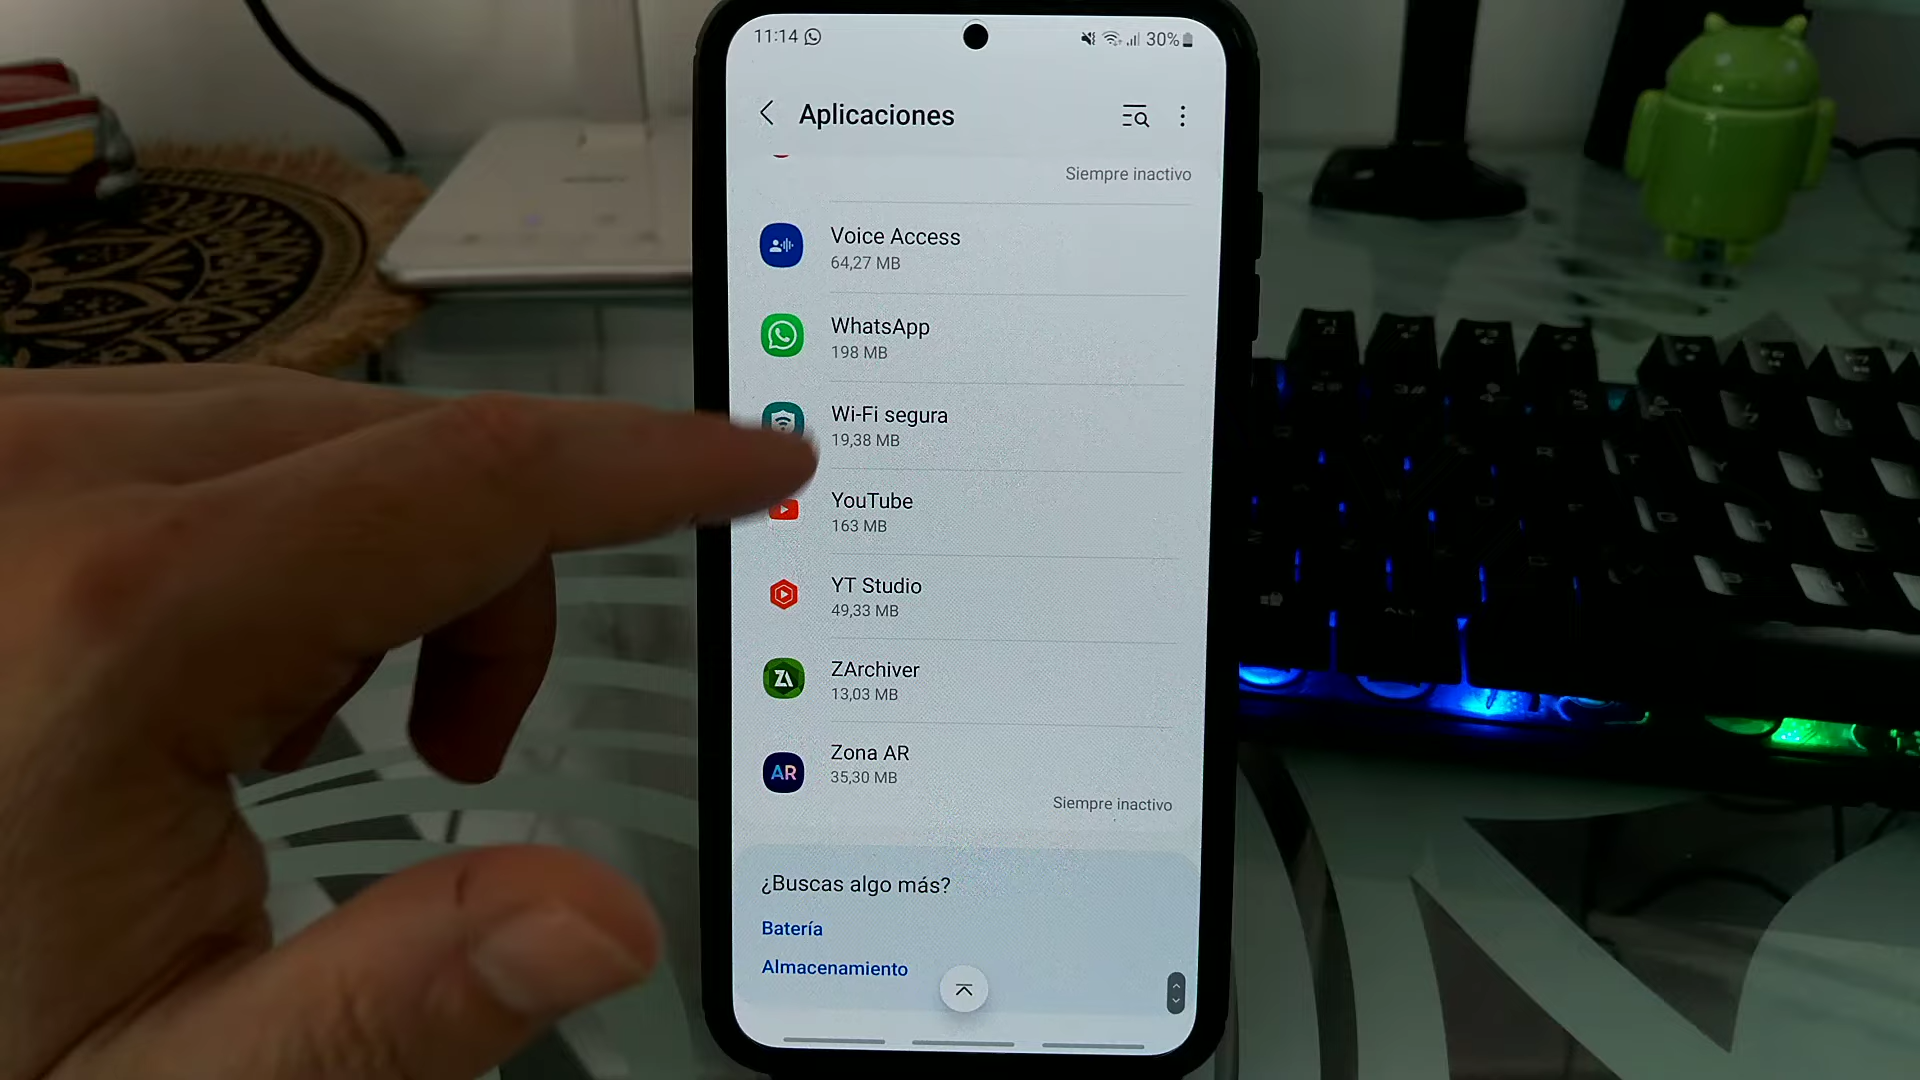 11:14 30%
Aplicaciones
Siempre inactivo
Voice Access
64,27 MB
WhatsApp
198 MB
Wi-Fi segura
19,38 MB
YouTube
163 MB
YT Studio
49,33 MB
ZA
ZArchiver
13,03 MB
AR
Zona AR
35,30 MB
Siempre inactivo
¿Buscas algo más?
Batería
Almacenamiento